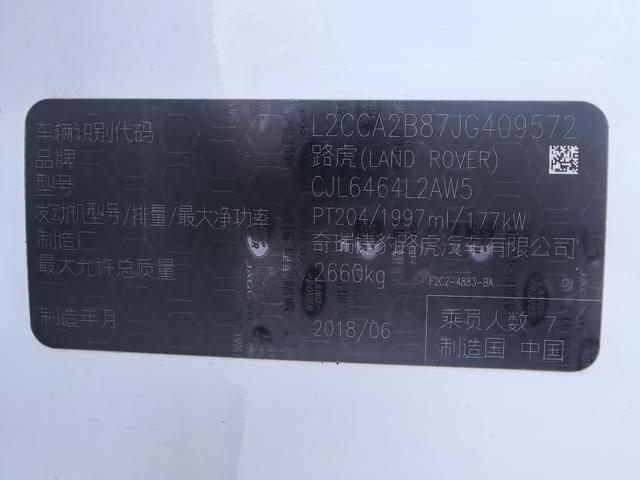 车辆识别代码 L2CCA2B87JG409572
品牌 路虎(LAND ROVER)
型号 CJL6464L2AW5
发动机型号/排量/最大净功率 PT204/1997ml/177kW
制造厂 奇瑞捷豹路虎汽车有限公司
最大允许总质量 2660kg F2C2-4883-BA
制造年月 2018/06
乘员人数 7
制造国 中国